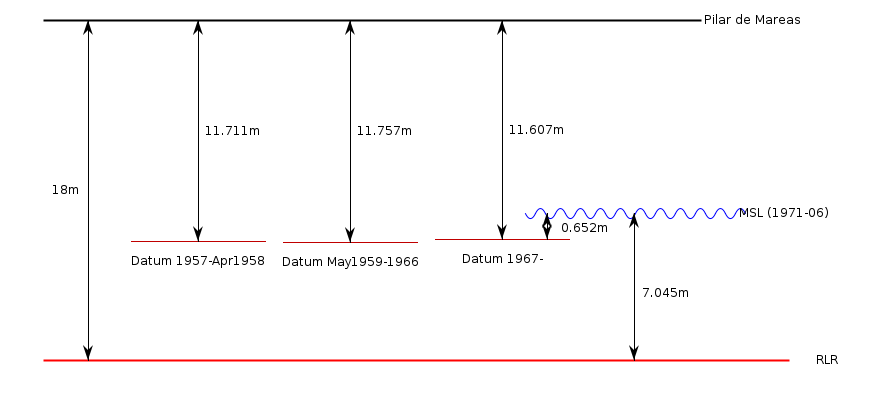 Pilar de Mareas
11.711m
11.757m
11.607m
18m
MSL (1971-06)
0.652m
Datum 1957-Apr1958
Datum May1959-1966
Datum 1967-
7.045m
RLR